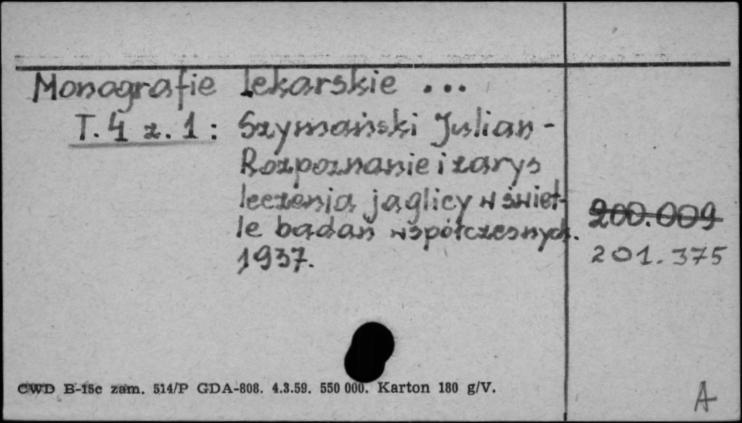 Monografie lekarskie ...
T. 4 z. 1 : Szymański Julian -
Rozpoznanie i zarys
leczenia jaglicy w świet-
le badań współczesnych.
1937.
200.009
201.375
CWD B-15c zam. 514/P GDA-808. 4.3.59. 550 000. Karton 180 g/V.
A